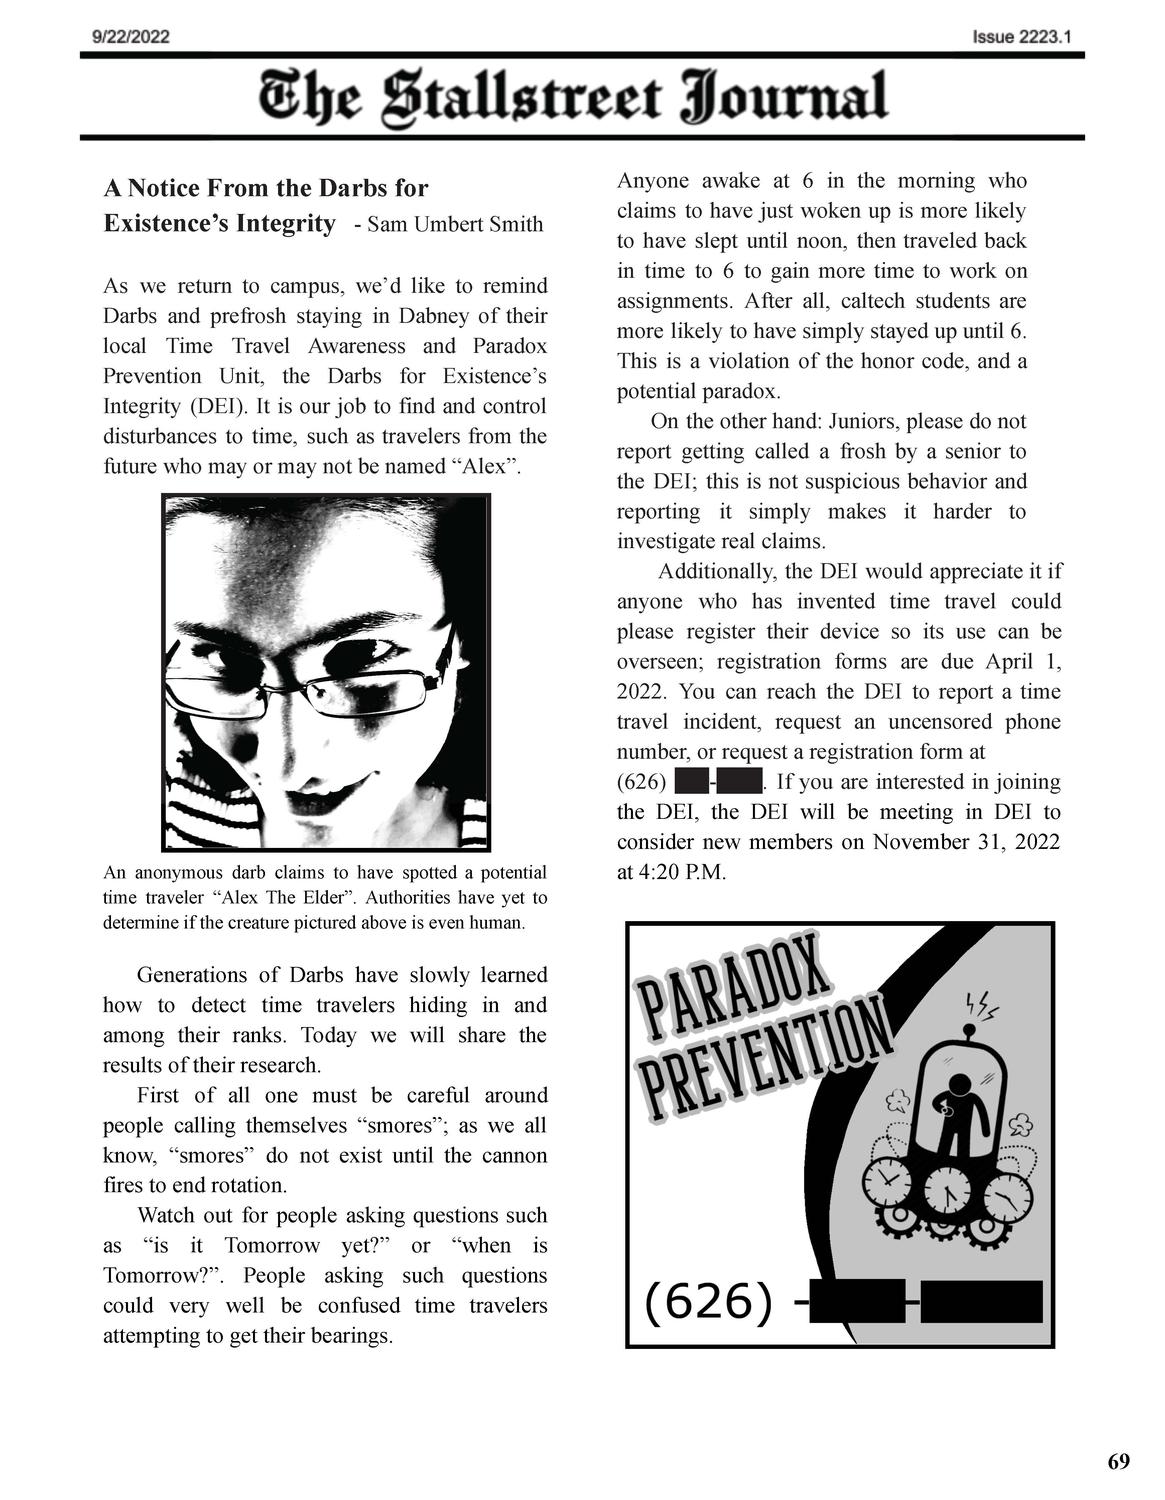 9/22/2022
Issue 2223.1
The Stallstreet Journal
A Notice From the Darbs for
Existence’s Integrity - Sam Umbert Smith
As we return to campus, we’d like to remind
Darbs and prefrosh staying in Dabney of their
local Time Travel Awareness and Paradox
Prevention Unit, the Darbs for Existence’s
Integrity (DEI). It is our job to find and control
disturbances to time, such as travelers from the
future who may or may not be named “Alex”.
An anonymous darb claims to have spotted a potential
time traveler “Alex The Elder”. Authorities have yet to
determine if the creature pictured above is even human.
Generations of Darbs have slowly learned
how to detect time travelers hiding in and
among their ranks. Today we will share the
results of their research.
First of all one must be careful around
people calling themselves “smores”; as we all
know, “smores” do not exist until the cannon
fires to end rotation.
Watch out for people asking questions such
as “is it Tomorrow yet?” or “when is
Tomorrow?”. People asking such questions
could very well be confused time travelers
attempting to get their bearings.
Anyone awake at 6 in the morning who
claims to have just woken up is more likely
to have slept until noon, then traveled back
in time to 6 to gain more time to work on
assignments. After all, caltech students are
more likely to have simply stayed up until 6.
This is a violation of the honor code, and a
potential paradox.
On the other hand: Juniors, please do not
report getting called a frosh by a senior to
the DEI; this is not suspicious behavior and
reporting it simply makes it harder to
investigate real claims.
Additionally, the DEI would appreciate it if
anyone who has invented time travel could
please register their device so its use can be
overseen; registration forms are due April 1,
2022. You can reach the DEI to report a time
travel incident, request an uncensored phone
number, or request a registration form at
(626) - . If you are interested in joining
the DEI, the DEI will be meeting in DEI to
consider new members on November 31, 2022
at 4:20 P.M.
PARADOX
PREVENTION
(626) - -
69